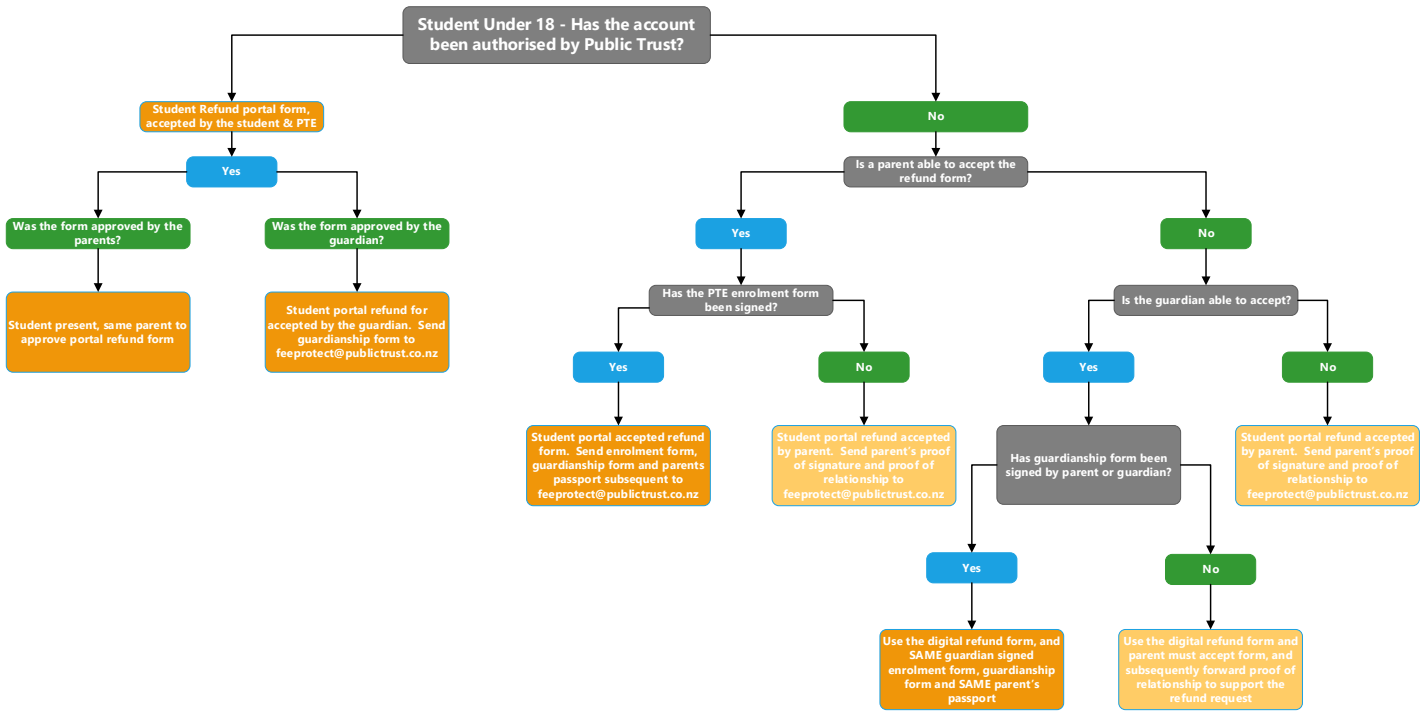 Student Under 18 - Has the account
been authorised by Public Trust?
Student Refund portal form,
accepted by the student & PTE
No
Yes
Is a parent able to accept the
refund form?
Was the form approved by the
parents?
Was the form approved by the
guardian?
Yes
No
Student present, same parent to
approve portal refund form
Student portal refund for
accepted by the guardian. Send
guardianship form to
feeprotect@publictrust.co.nz
Has the PTE enrolment form
been signed?
Is the guardian able to accept?
Yes
No
Yes
No
Student portal accepted refund
form. Send enrolment form,
guardianship form and parents
passport subsequent to
feeprotect@publictrust.co.nz
Student portal refund accepted
by parent. Send parent's proof
of signature and proof of
relationship to
feeprotect@publictrust.co.nz
Has guardianship form been
signed by parent or guardian?
Student portal refund accepted
by parent. Send parent's proof
of signature and proof of
relationship to
feeprotect@publictrust.co.nz
Yes
No
Use the digital refund form, and
SAME guardian signed
enrolment form, guardianship
form and SAME parent's
passport
Use the digital refund form and
parent must accept form, and
subsequently forward proof of
relationship to support the
refund request